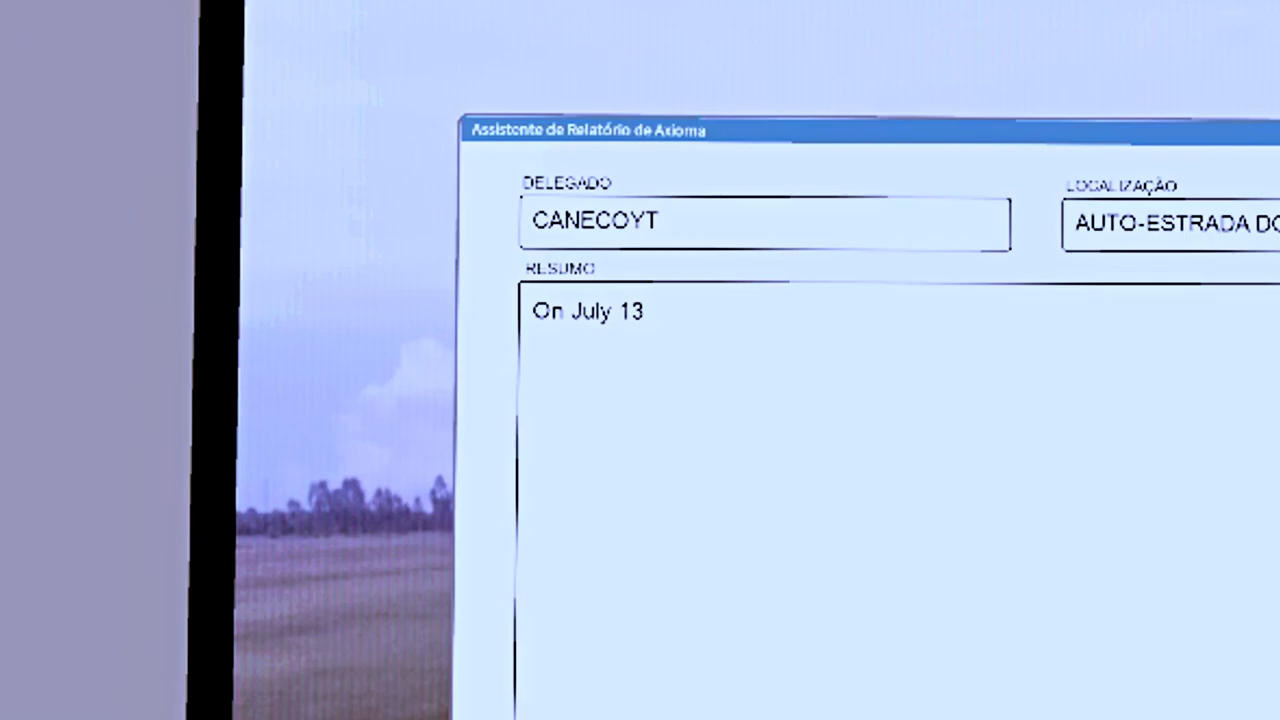 Assistente de Relatório de Axioma
DELEGADO
LOCALIZAÇÃO
CANECOYT
AUTO-ESTRADA DO
RESUMO
On July 13